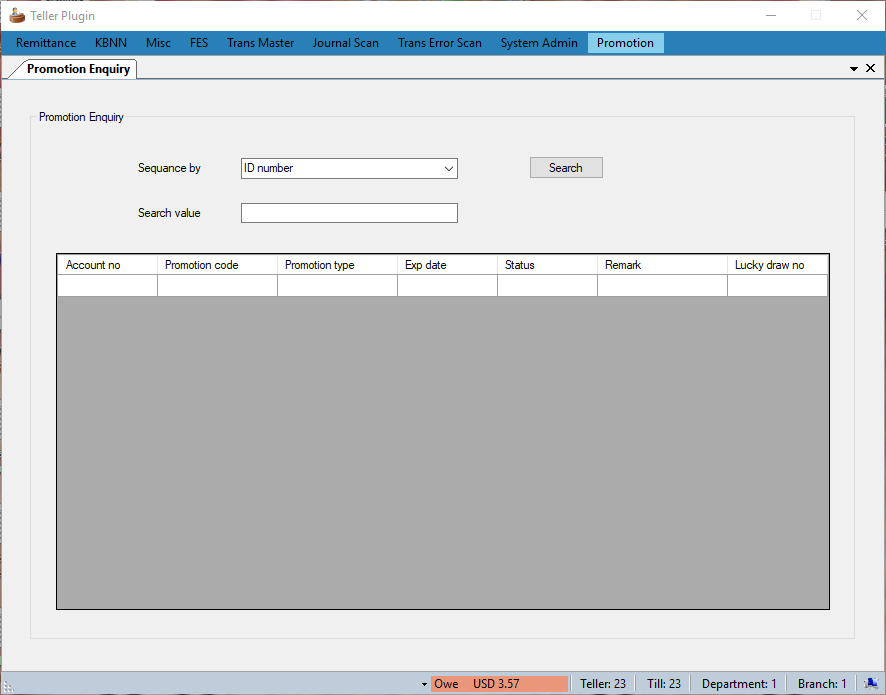 Teller Plugin
Remittance KBNN Misc FES Trans Master Journal Scan Trans Error Scan System Admin Promotion
Promotion Enquiry
Promotion Enquiry
Sequance by ID number Search
Search value
Account no Promotion code Promotion type Exp date Status Remark Lucky draw no
Owe USD 3.57 Teller: 23 Till: 23 Department: 1 Branch: 1